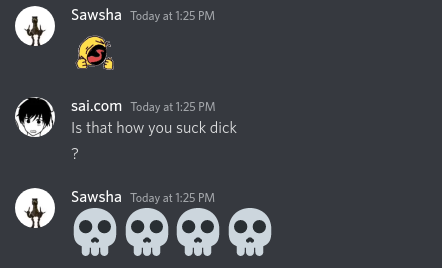 Sawsha Today at 1:25 PM
sai.com Today at 1:25 PM
Is that how you suck dick
?
Sawsha Today at 1:25 PM